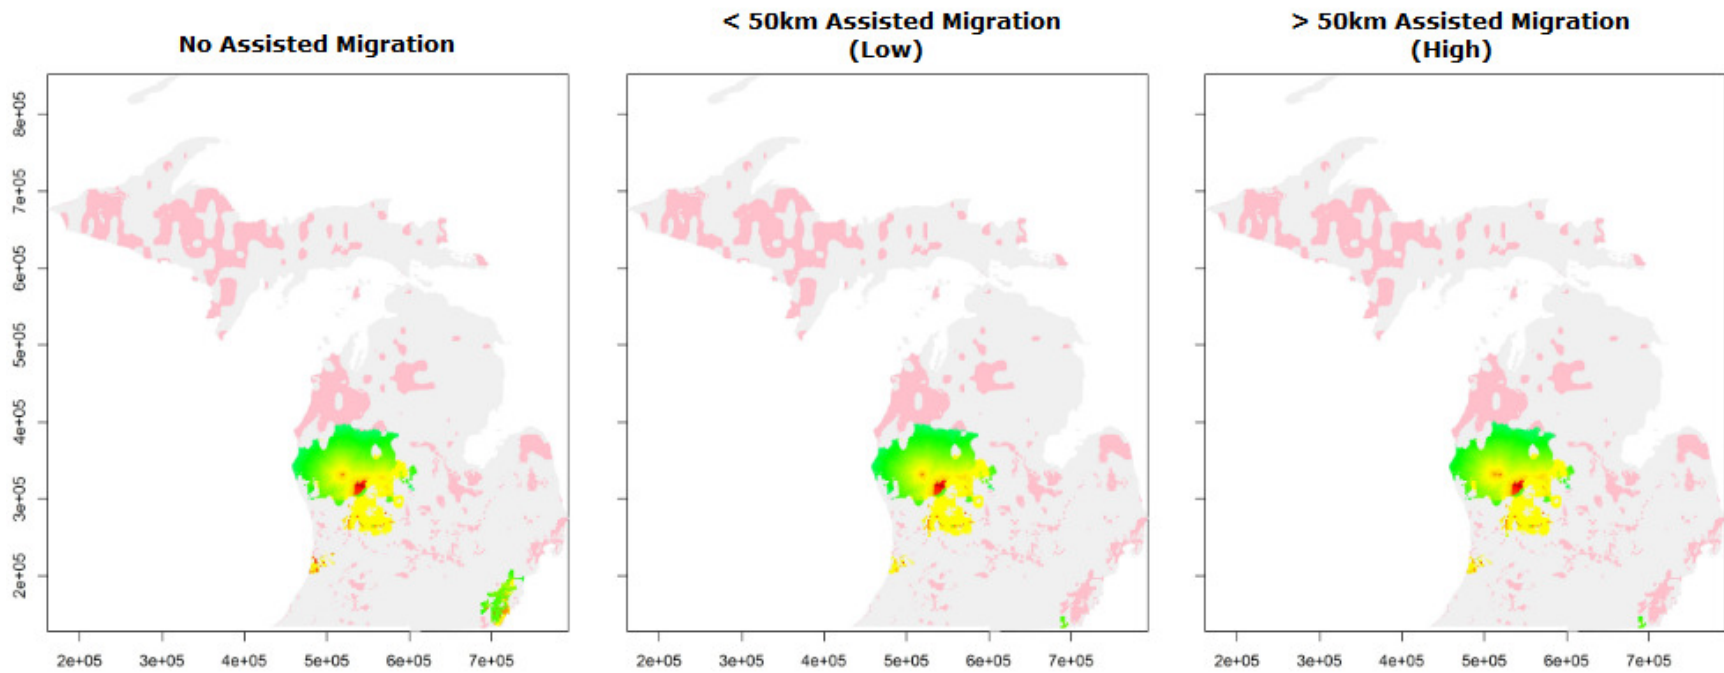 No Assisted Migration
< 50km Assisted Migration
(Low)
> 50km Assisted Migration
(High)
8e+05
7e+05
6e+05
5e+05
4e+05
3e+05
2e+05
2e+05 3e+05 4e+05 5e+05 6e+05 7e+05
2e+05 3e+05 4e+05 5e+05 6e+05 7e+05
2e+05 3e+05 4e+05 5e+05 6e+05 7e+05